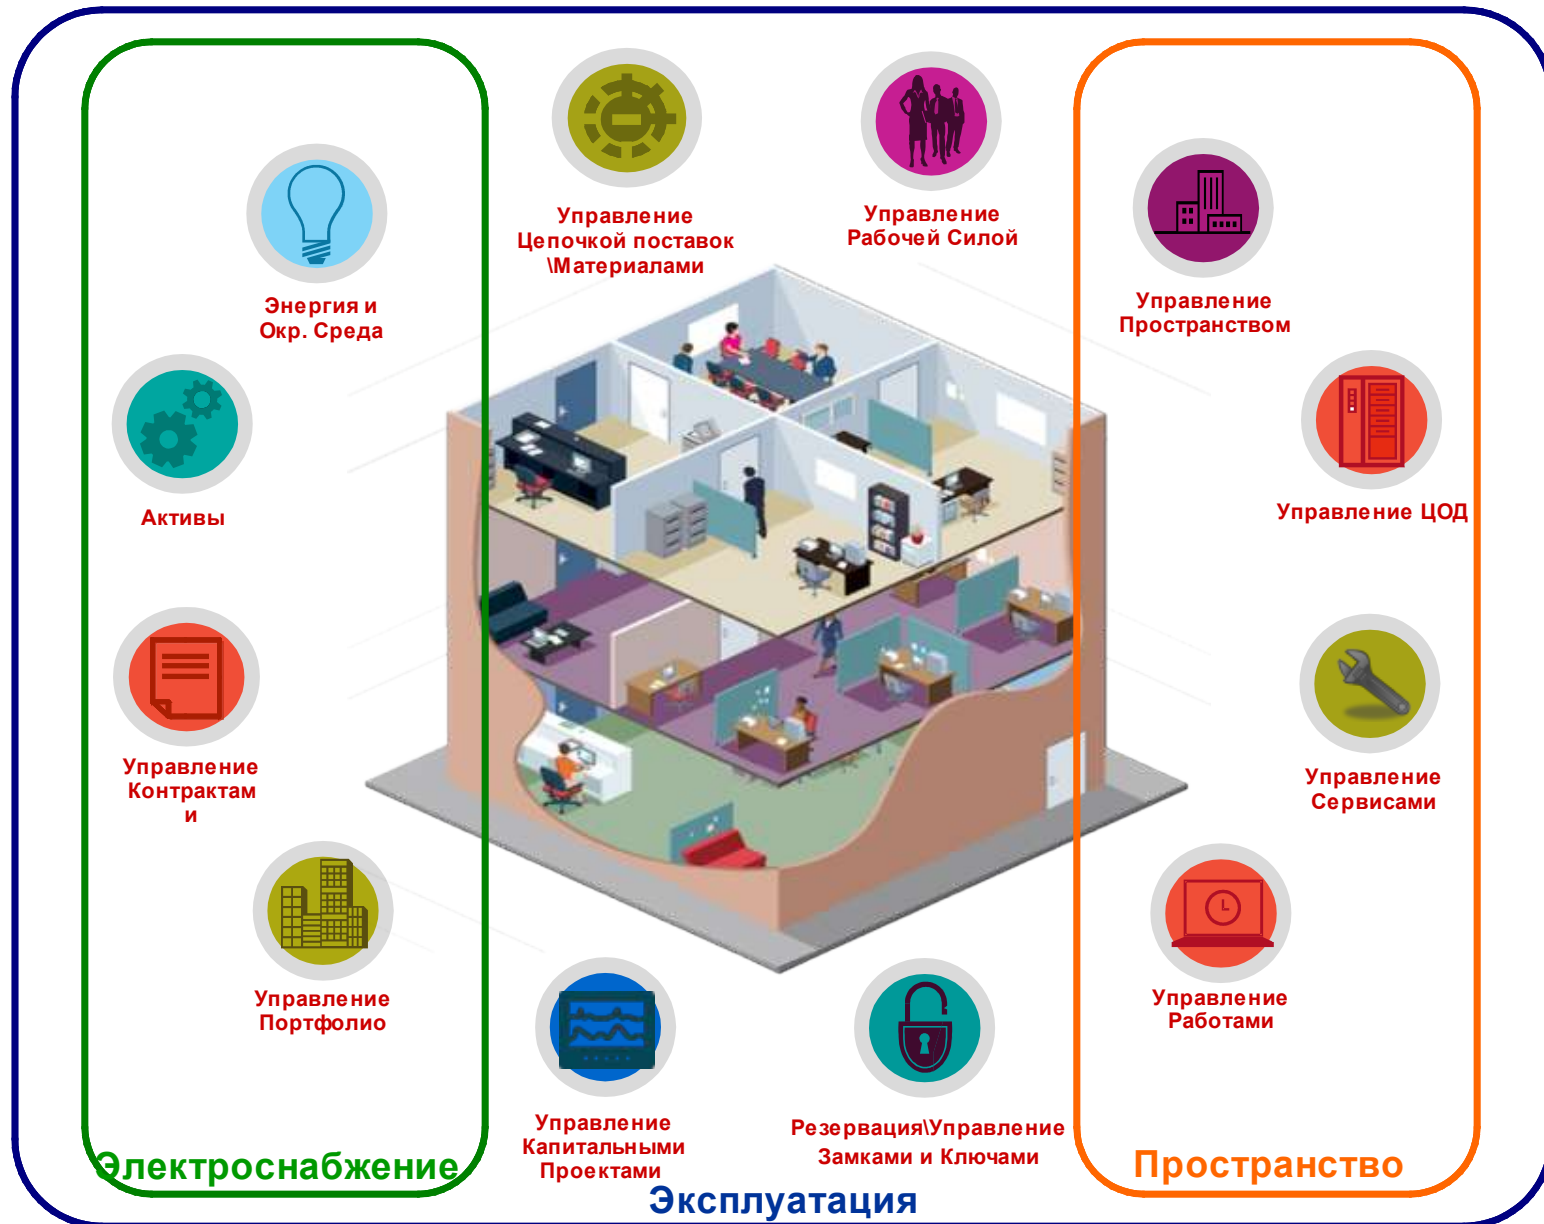 Управление
Цепочкой поставок
\Материалами
Управление
Рабочей Силой
Энергия и
Окр. Среда
Управление
Пространством
Активы
Управление ЦОД
Управление
Контрактам
и
Управление
Сервисами
Управление
Портфолио
Управление
Работами
Управление
Капитальными
Проектами
Резервация\Управление
Замками и Ключами
Электроснабжение
Пространство
Эксплуатация